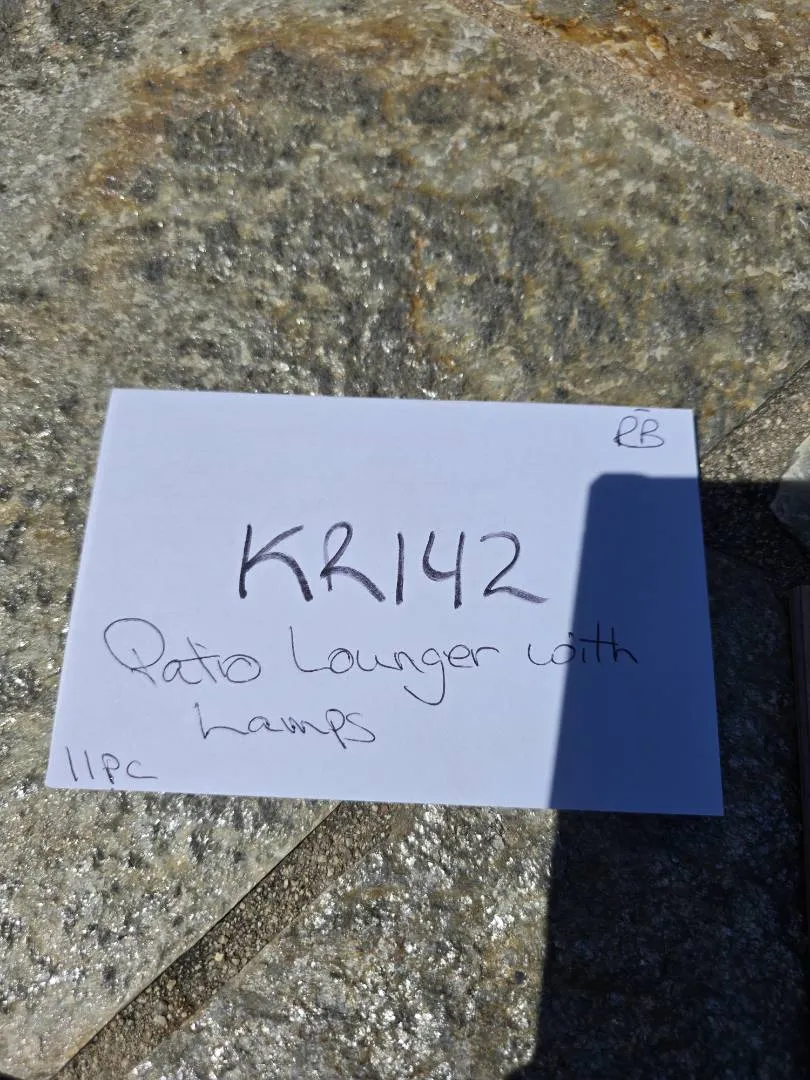 RB
KR142
Patio Lounger with
Lamps
11PC